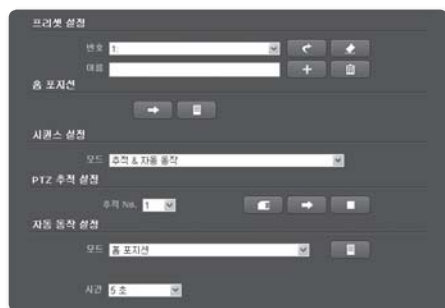 프리셋 설정
번호 1:
이름
홈 포지션
시퀀스 설정
모드 추적 & 자동 동작
PTZ 추적 설정
추적 No. 1
자동 동작 설정
모드 홈 포지션
시간 5 초